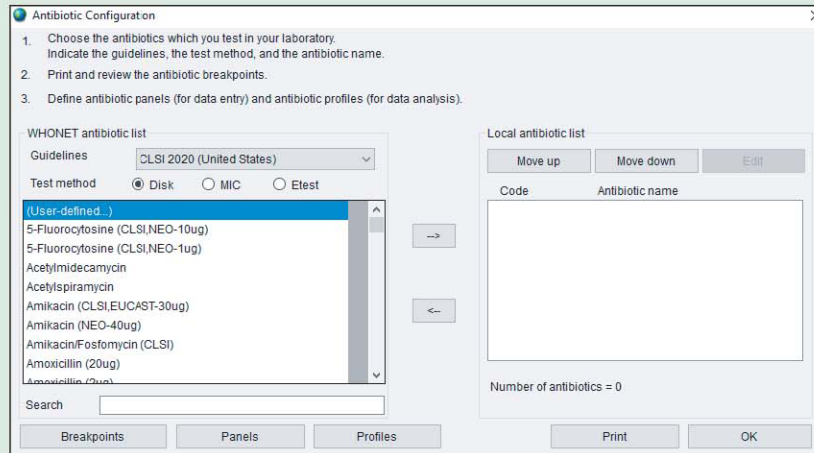 Antibiotic Configuration
1. Choose the antibiotics which you test in your laboratory.
Indicate the guidelines, the test method, and the antibiotic name.
2. Print and review the antibiotic breakpoints.
3. Define antibiotic panels (for data entry) and antibiotic profiles (for data analysis).
WHONET antibiotic list
Guidelines CLSI 2020 (United States)
Test method Disk MIC Etest
(User-defined...)
5-Fluorocytosine (CLSI,NEO-10ug)
5-Fluorocytosine (CLSI,NEO-1ug)
Acetylmidecamycin
Acetylspiramycin
Amikacin (CLSI,EUCAST-30ug)
Amikacin (NEO-40ug)
Amikacin/Fosfomycin (CLSI)
Amoxicillin (20ug)
Amoxicillin (2ug)
Search
-->
<--
Local antibiotic list
Move up Move down Edit
Code Antibiotic name
Number of antibiotics = 0
Breakpoints Panels Profiles Print OK